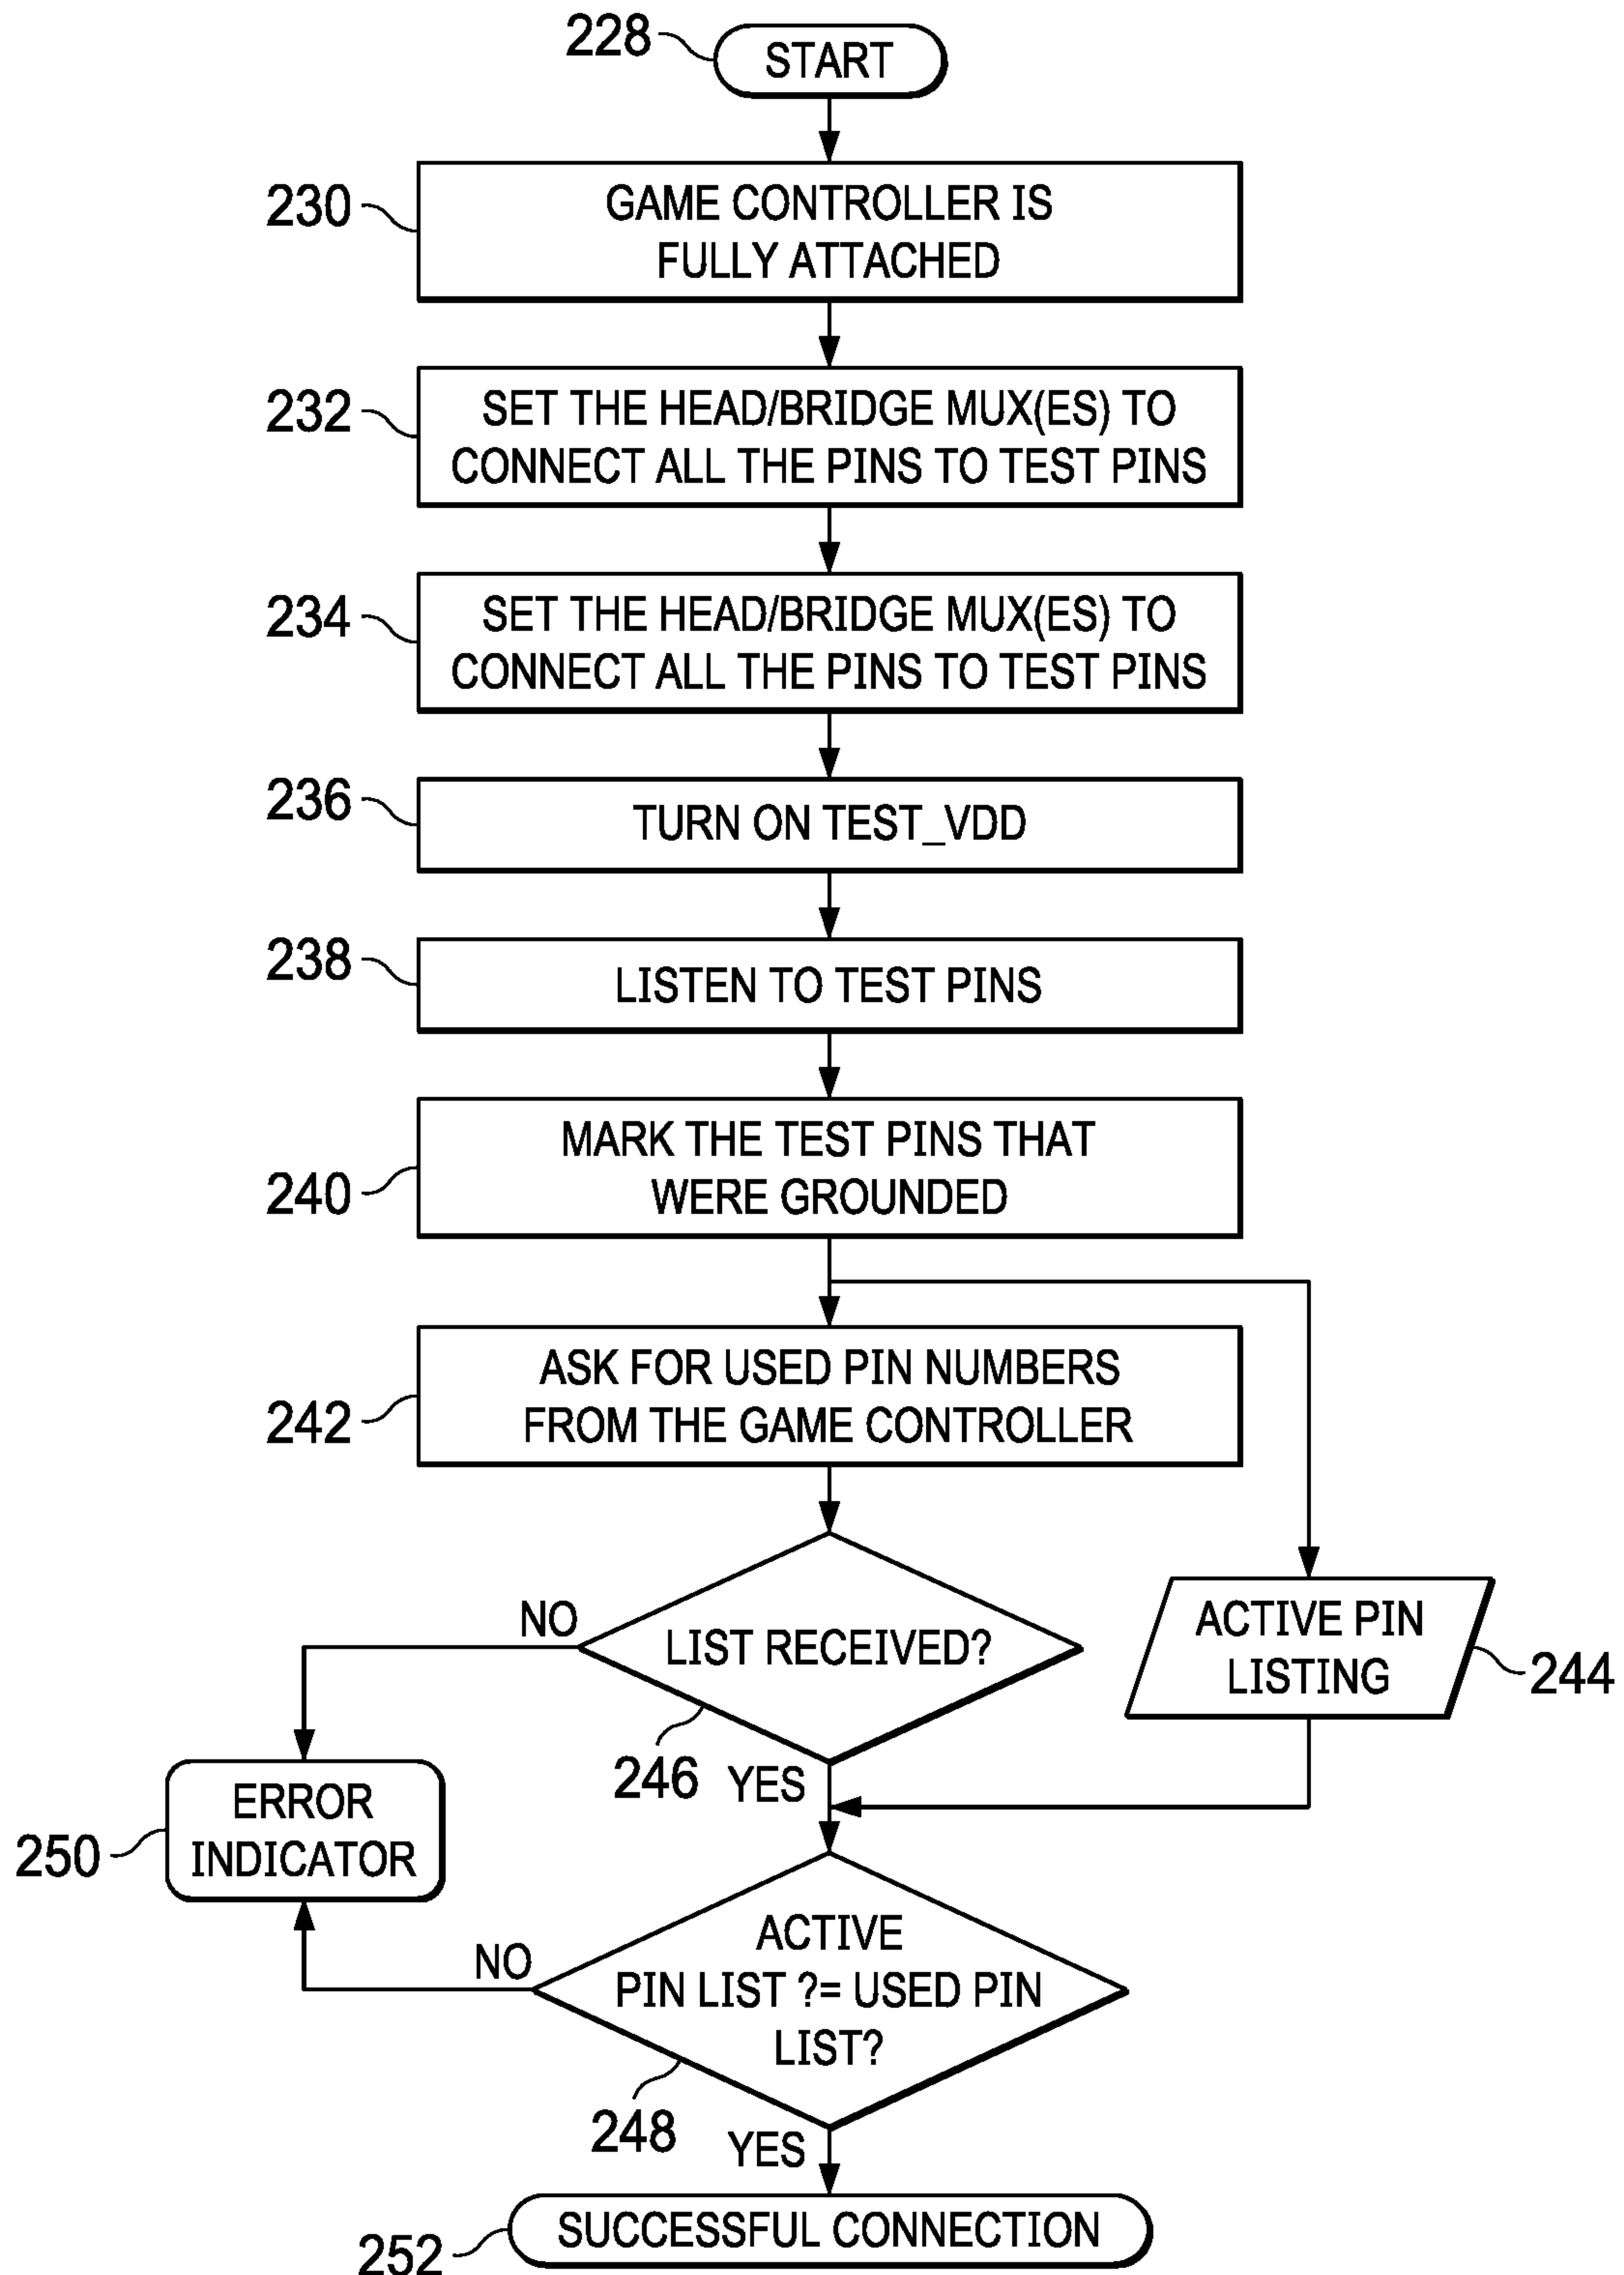 228
START
230
GAME CONTROLLER IS
FULLY ATTACHED
232
SET THE HEAD/BRIDGE MUX(ES) TO
CONNECT ALL THE PINS TO TEST PINS
234
SET THE HEAD/BRIDGE MUX(ES) TO
CONNECT ALL THE PINS TO TEST PINS
236
TURN ON TEST_VDD
238
LISTEN TO TEST PINS
240
MARK THE TEST PINS THAT
WERE GROUNDED
242
ASK FOR USED PIN NUMBERS
FROM THE GAME CONTROLLER
NO
LIST RECEIVED?
246
YES
ACTIVE PIN
LISTING
244
250
ERROR
INDICATOR
NO
ACTIVE
PIN LIST ?= USED PIN
LIST?
248
YES
252
SUCCESSFUL CONNECTION